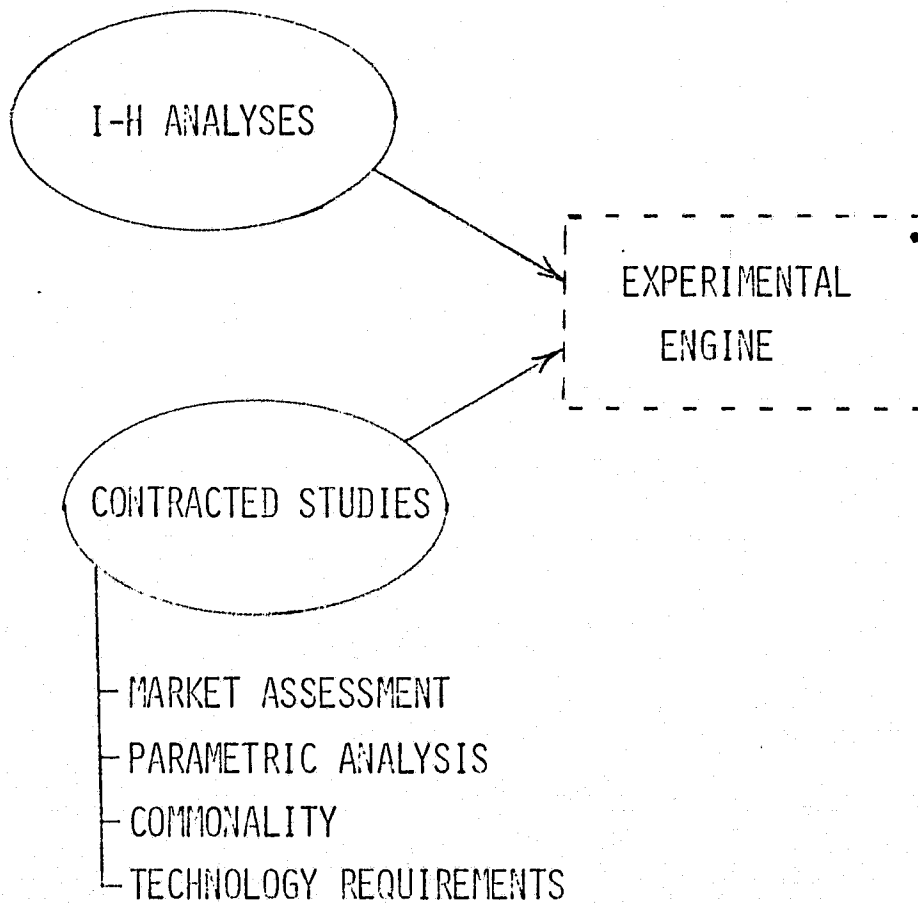 I-H ANALYSES
EXPERIMENTAL
ENGINE
CONTRACTED STUDIES
MARKET ASSESSMENT
PARAMETRIC ANALYSIS
COMMONALITY
TECHNOLOGY REQUIREMENTS